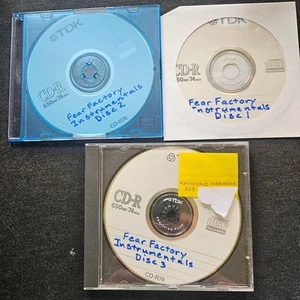 TDK
CD-R
650MB 74min
Fear Factory
Instrumentals
Disc 2
CD-R74
TDK
CD-R
650MB 74min
Fear Factory
Instrumentals
Disc 1
TDK
CD-R
650MB 74min
Fear Factory
Instrumentals
Disc 3
CD-R74